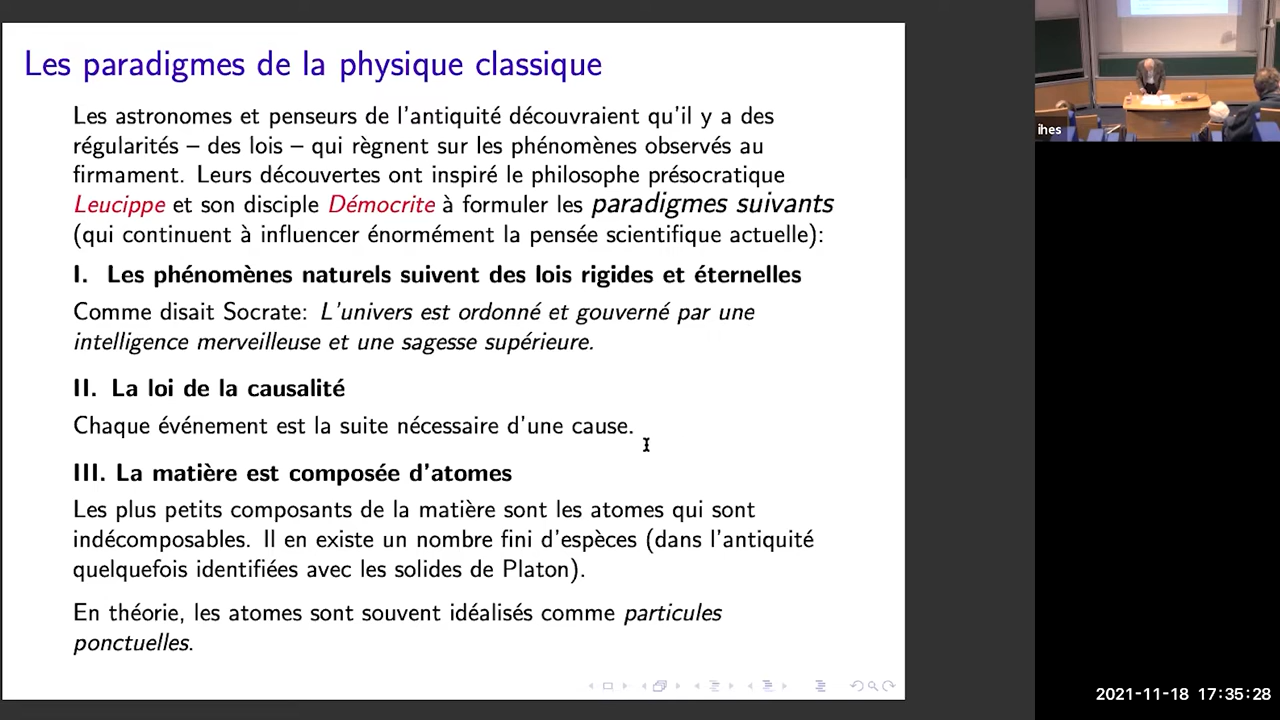 Les paradigmes de la physique classique
Les astronomes et penseurs de l'antiquité découvraient qu'il y a des
régularités – des lois – qui règnent sur les phénomènes observés au
firmament. Leurs découvertes ont inspiré le philosophe présocratique
Leucippe et son disciple Démocrite à formuler les paradigmes suivants
(qui continuent à influencer énormément la pensée scientifique actuelle):
I. Les phénomènes naturels suivent des lois rigides et éternelles
Comme disait Socrate: L'univers est ordonné et gouverné par une
intelligence merveilleuse et une sagesse supérieure.
II. La loi de la causalité
Chaque événement est la suite nécessaire d'une cause.
III. La matière est composée d'atomes
Les plus petits composants de la matière sont les atomes qui sont
indécomposables. Il en existe un nombre fini d'espèces (dans l'antiquité
quelquefois identifiées avec les solides de Platon).
En théorie, les atomes sont souvent idéalisés comme particules
ponctuelles.
ihes
2021-11-18 17:35:28